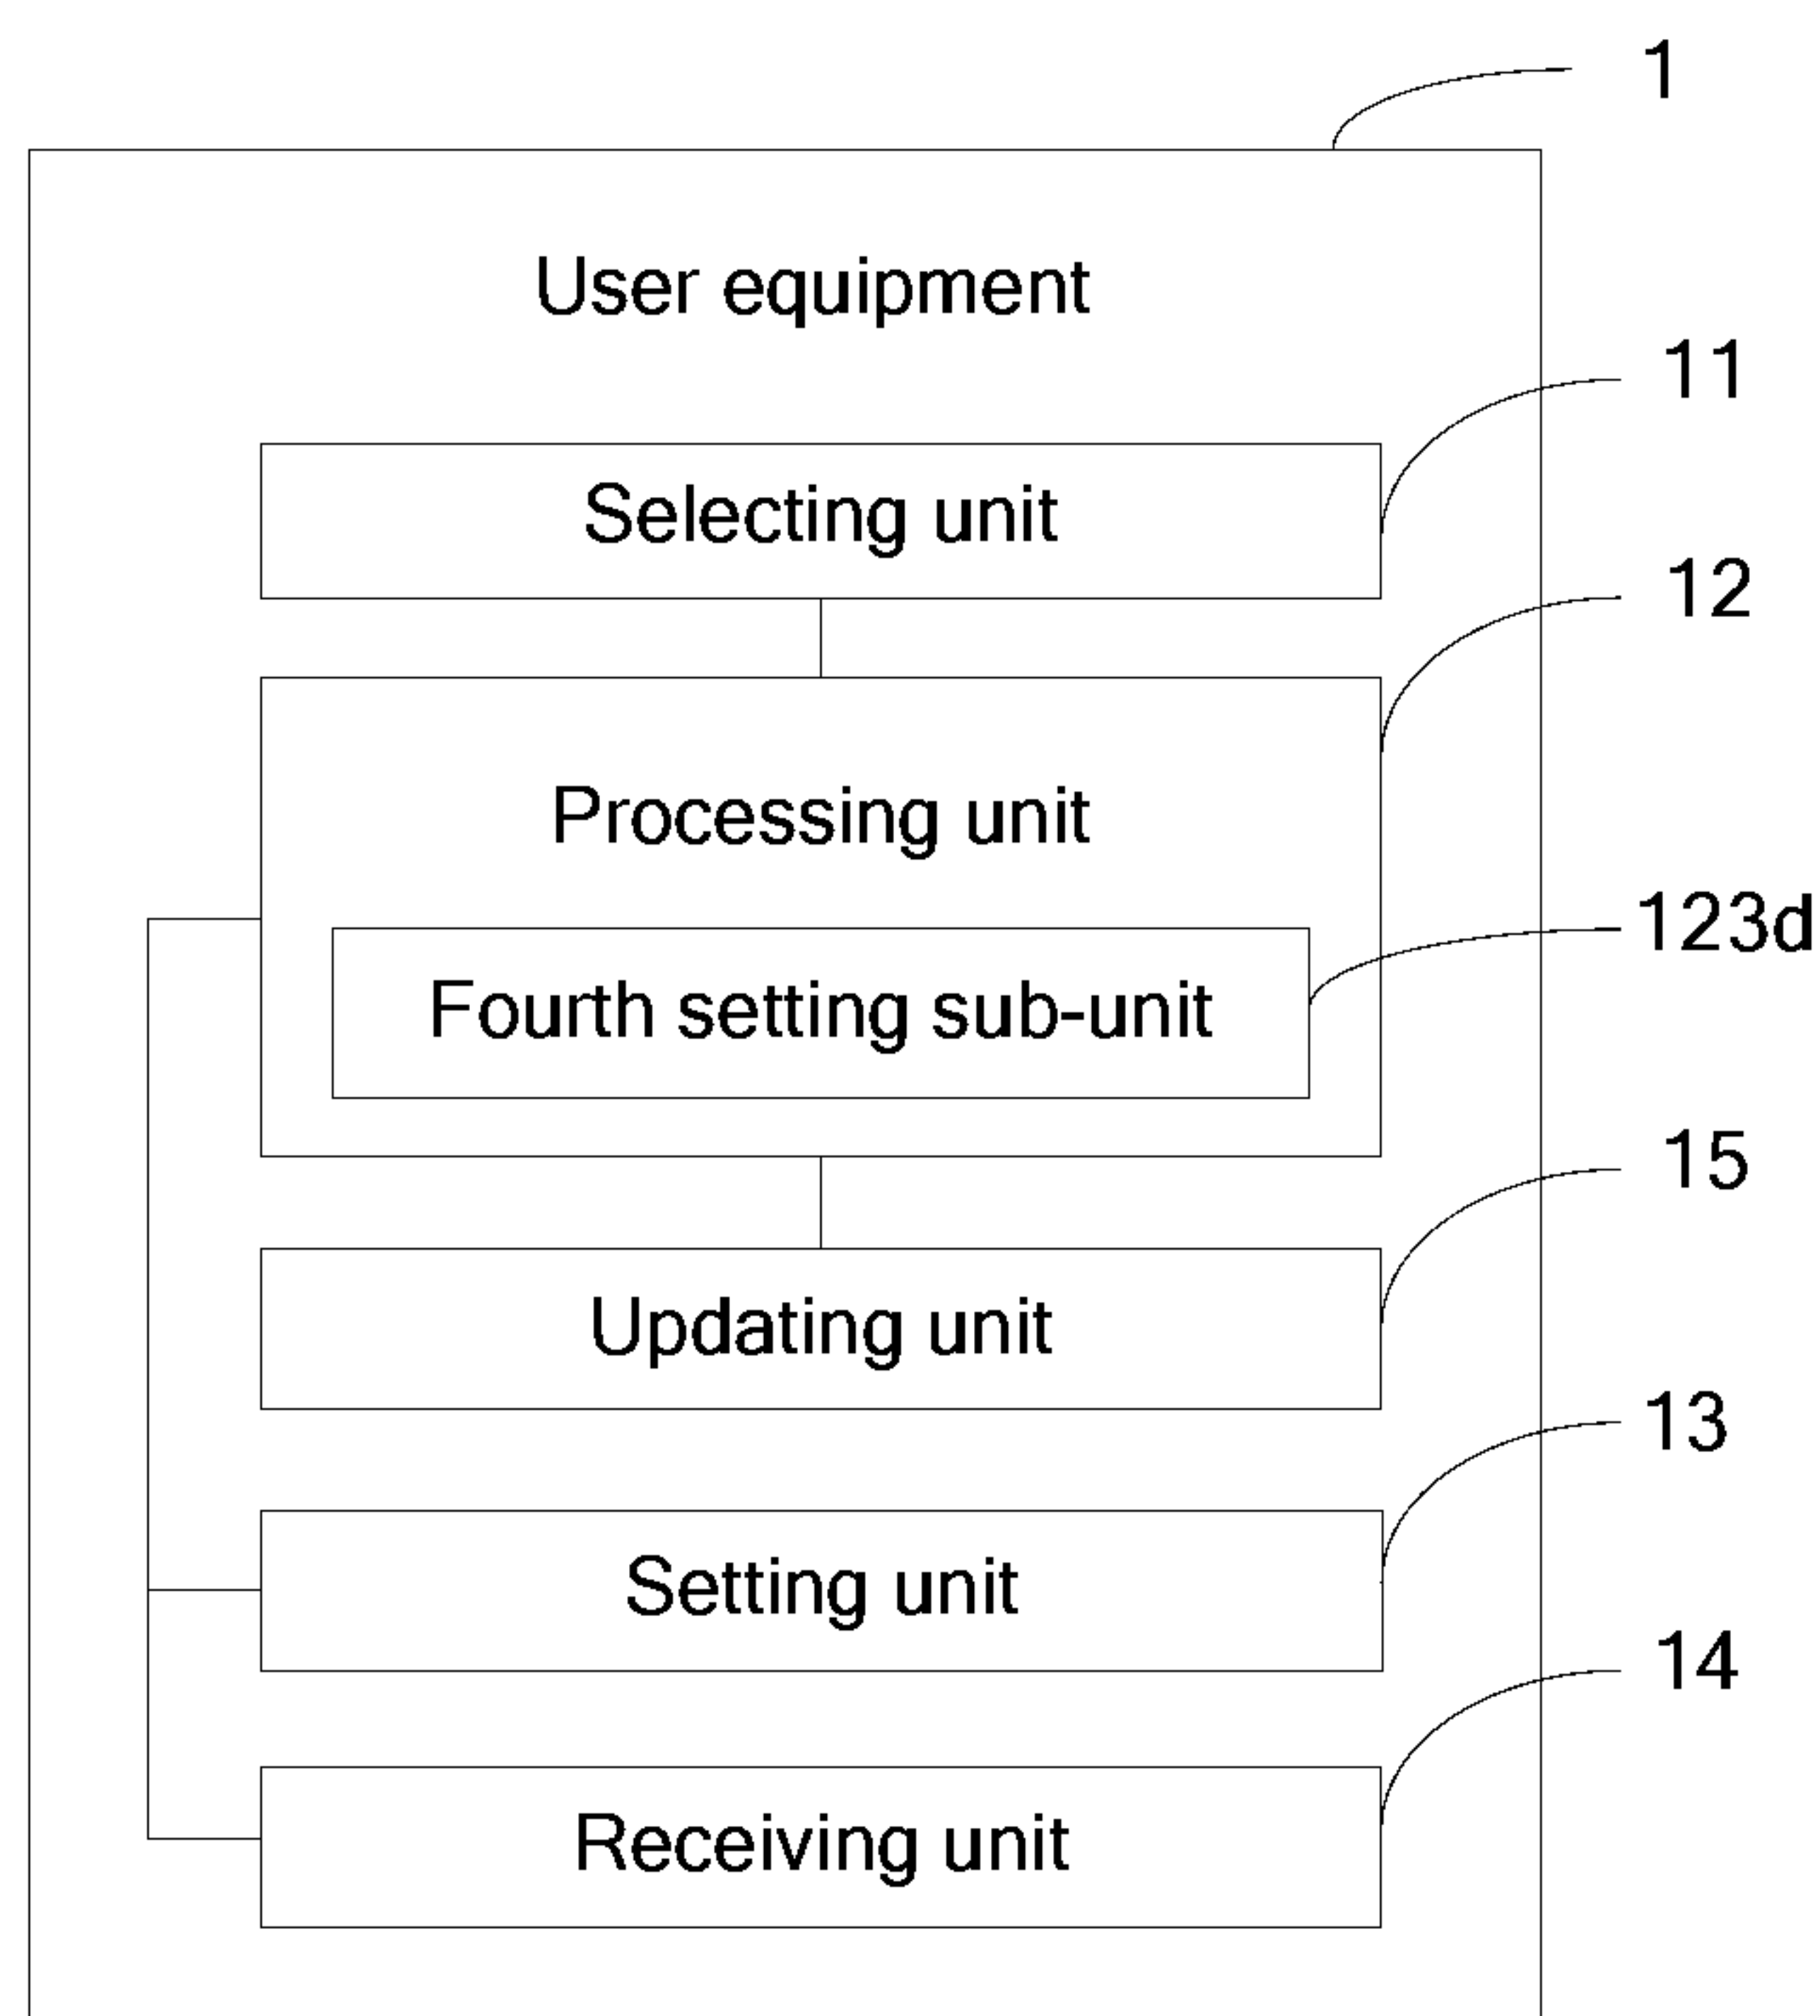 1
User equipment
11
Selecting unit
12
Processing unit
123d
Fourth setting sub-unit
15
Updating unit
13
Setting unit
14
Receiving unit